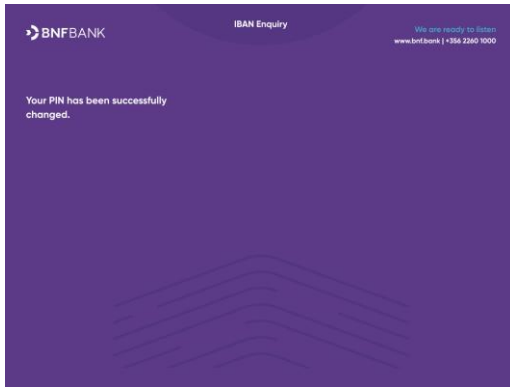 BNFBANK
IBAN Enquiry
We are ready to listen
www.bnf.bank | +356 2260 1000
Your PIN has been successfully
changed.